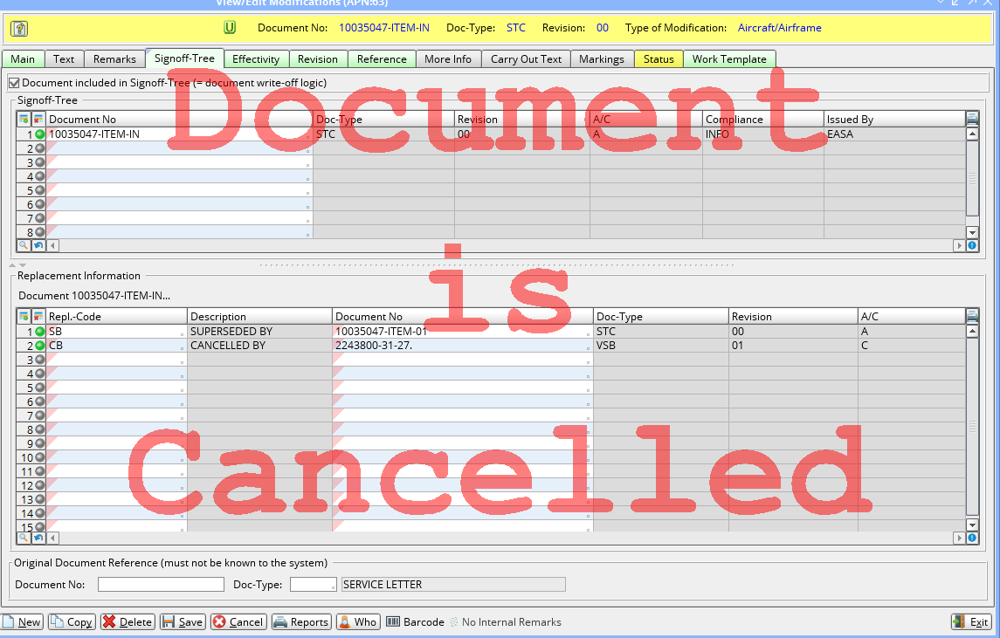 View/Edit Modifications (APN:63)
Document No: 10035047-ITEM-IN Doc-Type: STC Revision: 00 Type of Modification: Aircraft/Airframe
Main Text Remarks Signoff-Tree Effectivity Revision Reference More Info Carry Out Text Markings Status Work Template
Document included in Signoff-Tree (= document write-off logic)
Signoff-Tree
Document No Doc-Type Revision A/C Compliance Issued By
1 10035047-ITEM-IN STC 00 A INFO EASA
2
3
4
5
6
7
8
Document
is
Cancelled
Replacement Information
Document 10035047-ITEM-IN...
Repl.-Code Description Document No Doc-Type Revision A/C
1 SB SUPERSEDED BY 10035047-ITEM-01 STC 00 A
2 CB CANCELLED BY 2243800-31-27. VSB 01 C
3
4
5
6
7
8
9
10
11
12
13
14
15
Original Document Reference (must not be known to the system)
Document No: Doc-Type: SERVICE LETTER
New Copy Delete Save Cancel Reports Who Barcode No Internal Remarks Exit